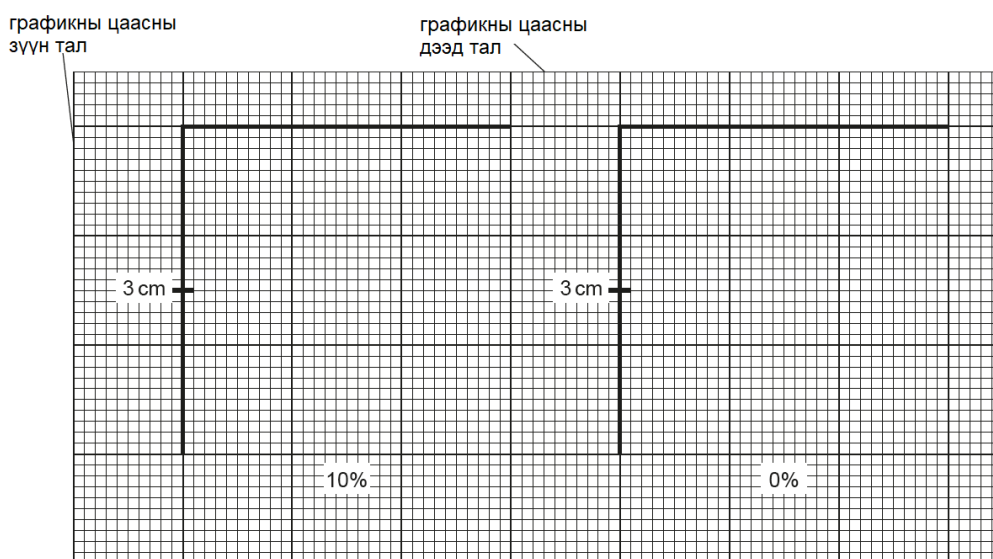 графикны цаасны
зүүн тал
графикны цаасны
дээд тал
3 cm
3 cm
10%
0%